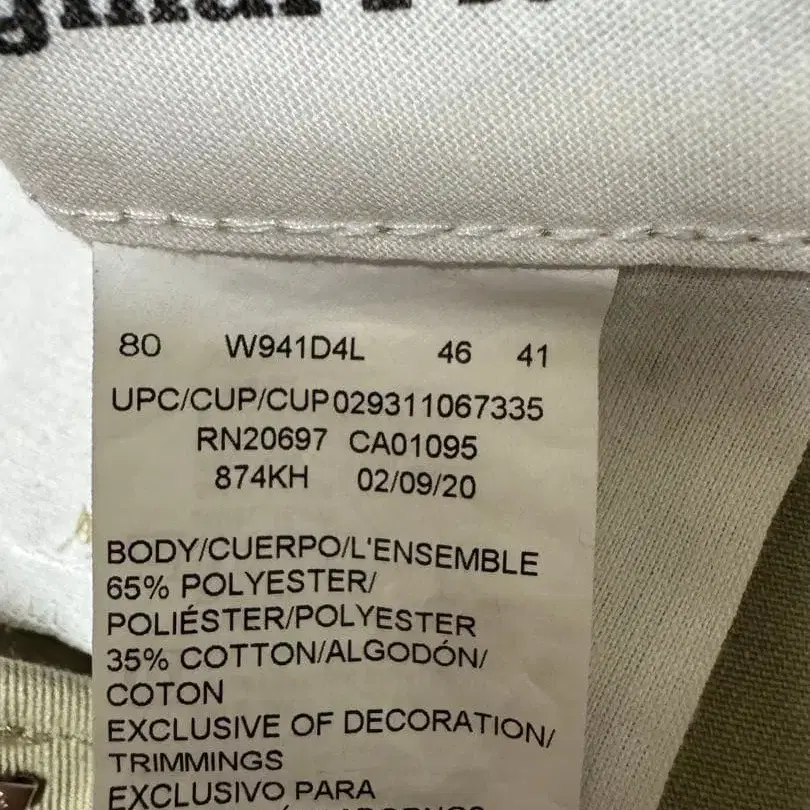 80 W941D4L 46 41
UPC/CUP/CUP029311067335
RN20697 CA01095
874KH 02/09/20
BODY/CUERPO/L'ENSEMBLE
65% POLYESTER/
POLIÉSTER/POLYESTER
35% COTTON/ALGODÓN/
COTON
EXCLUSIVE OF DECORATION/
TRIMMINGS
EXCLUSIVO PARA